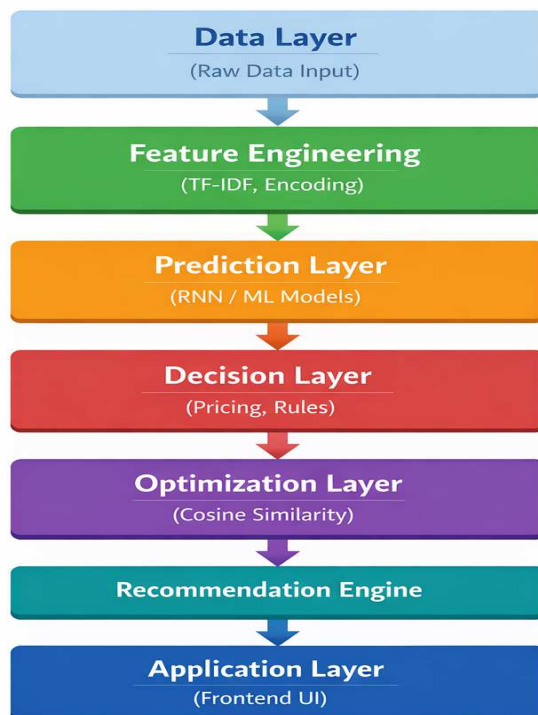 Data Layer
(Raw Data Input)
Feature Engineering
(TF-IDF, Encoding)
Prediction Layer
(RNN / ML Models)
Decision Layer
(Pricing, Rules)
Optimization Layer
(Cosine Similarity)
Recommendation Engine
Application Layer
(Frontend UI)